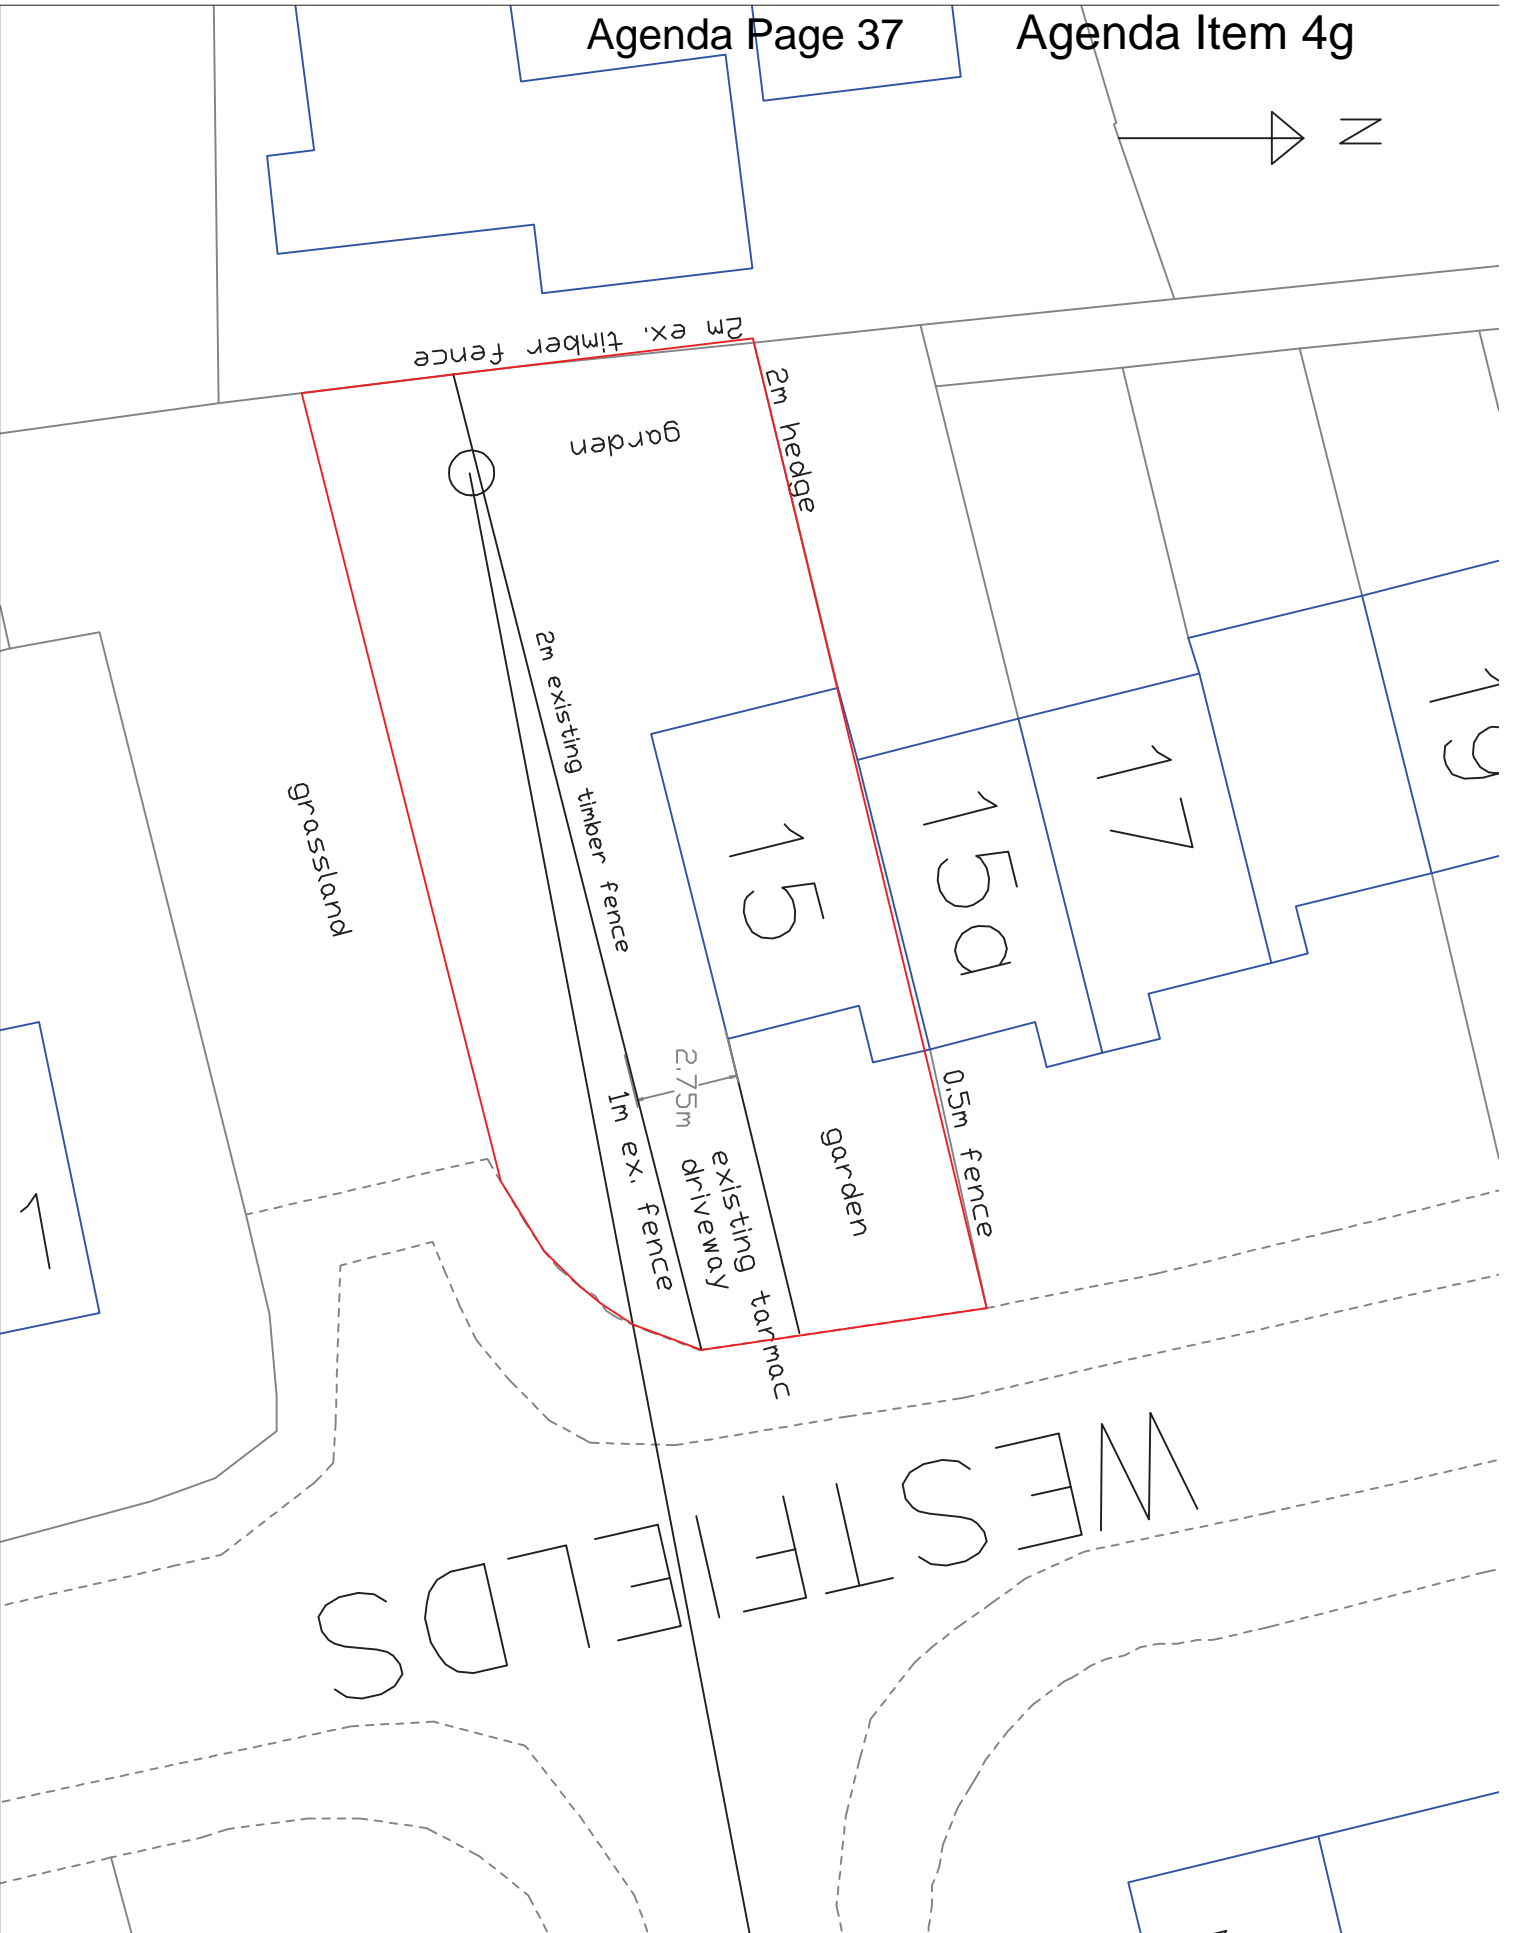 Agenda Page 37
Agenda Item 4g
N
2m ex. timber fence
garden
2m hedge
2m existing timber fence
grassland
15
15a
17
19
2.75m
1m ex. fence
existing tarmac
driveway
garden
0.5m fence
1
WESTFIELDS